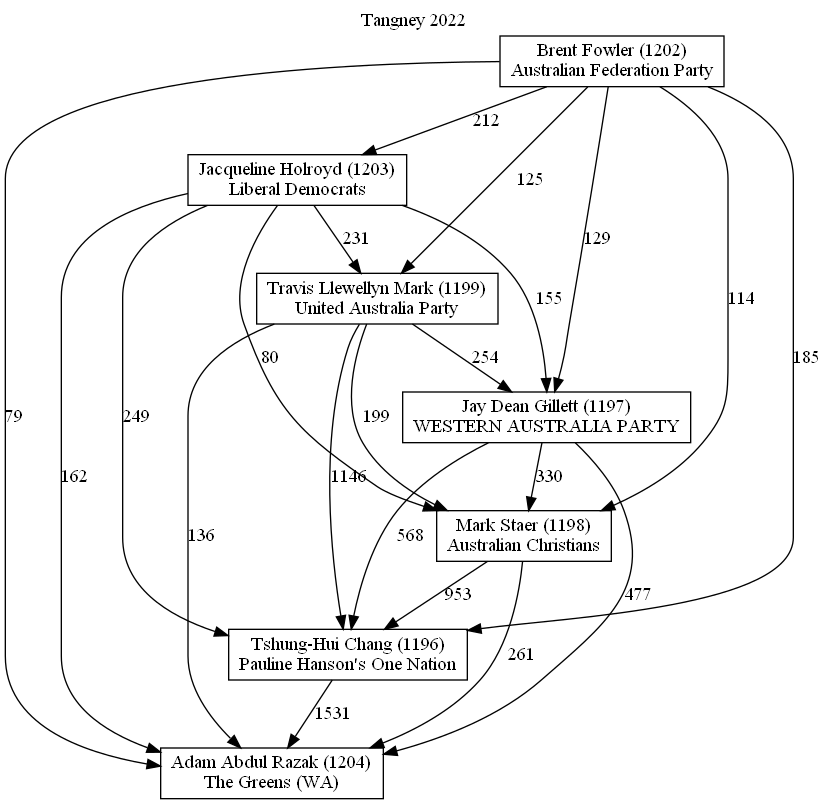 Tangney 2022
Brent Fowler (1202)
Australian Federation Party
212
125
129
114
185
79
Jacqueline Holroyd (1203)
Liberal Democrats
231
155
80
249
162
Travis Llewellyn Mark (1199)
United Australia Party
254
199
1146
136
Jay Dean Gillett (1197)
WESTERN AUSTRALIA PARTY
330
568
477
Mark Staer (1198)
Australian Christians
953
261
Tshung-Hui Chang (1196)
Pauline Hanson's One Nation
1531
Adam Abdul Razak (1204)
The Greens (WA)